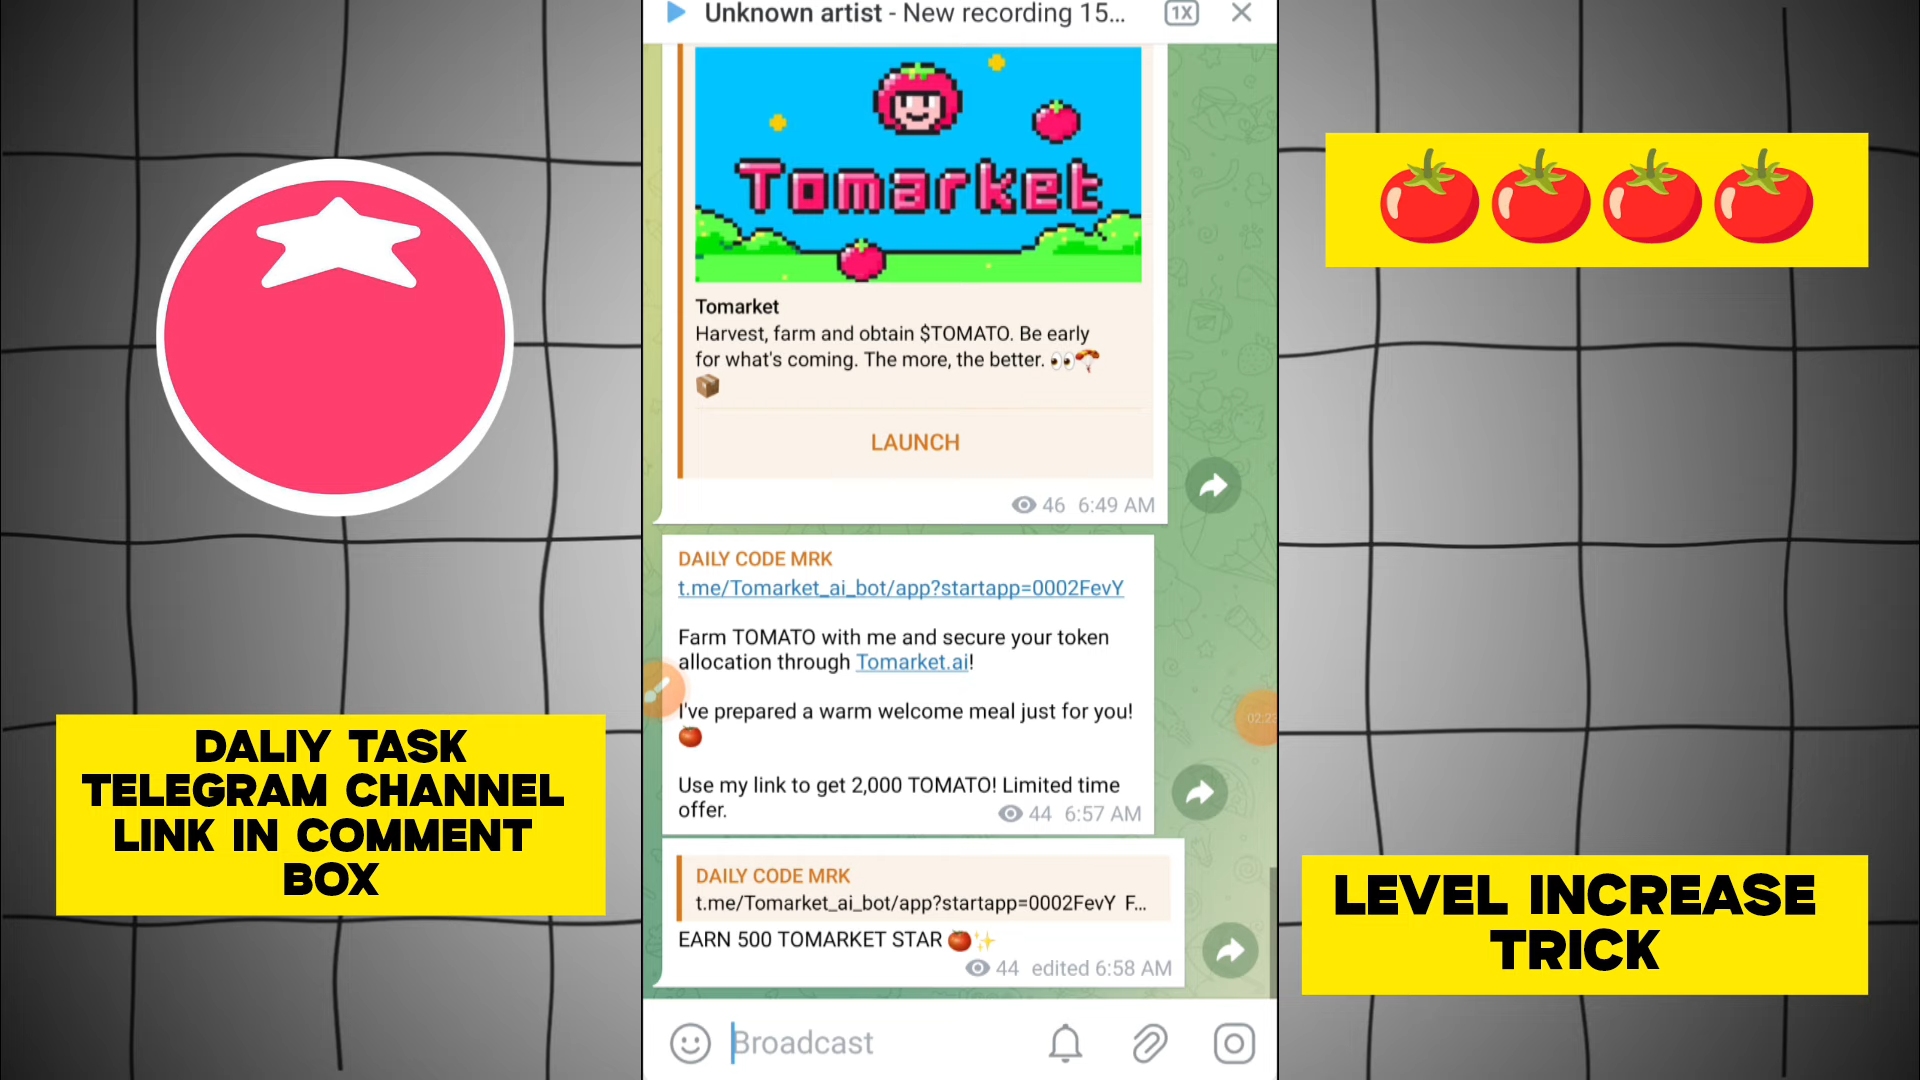 Unknown artist - New recording 15...
1X
Tomarket
Tomarket
Harvest, farm and obtain $TOMATO. Be early
for what's coming. The more, the better. 👀🪂
📦
LAUNCH
46 6:49 AM
DAILY CODE MRK
t.me/Tomarket_ai_bot/app?startapp=0002FevY
Farm TOMATO with me and secure your token
allocation through Tomarket.ai!
I've prepared a warm welcome meal just for you!
🍅
Use my link to get 2,000 TOMATO! Limited time
offer.
44 6:57 AM
DAILY CODE MRK
t.me/Tomarket_ai_bot/app?startapp=0002FevY F...
EARN 500 TOMARKET STAR 🍅✨
44 edited 6:58 AM
Broadcast
02:23
DALIY TASK
TELEGRAM CHANNEL
LINK IN COMMENT
BOX
🍅🍅🍅🍅
LEVEL INCREASE
TRICK